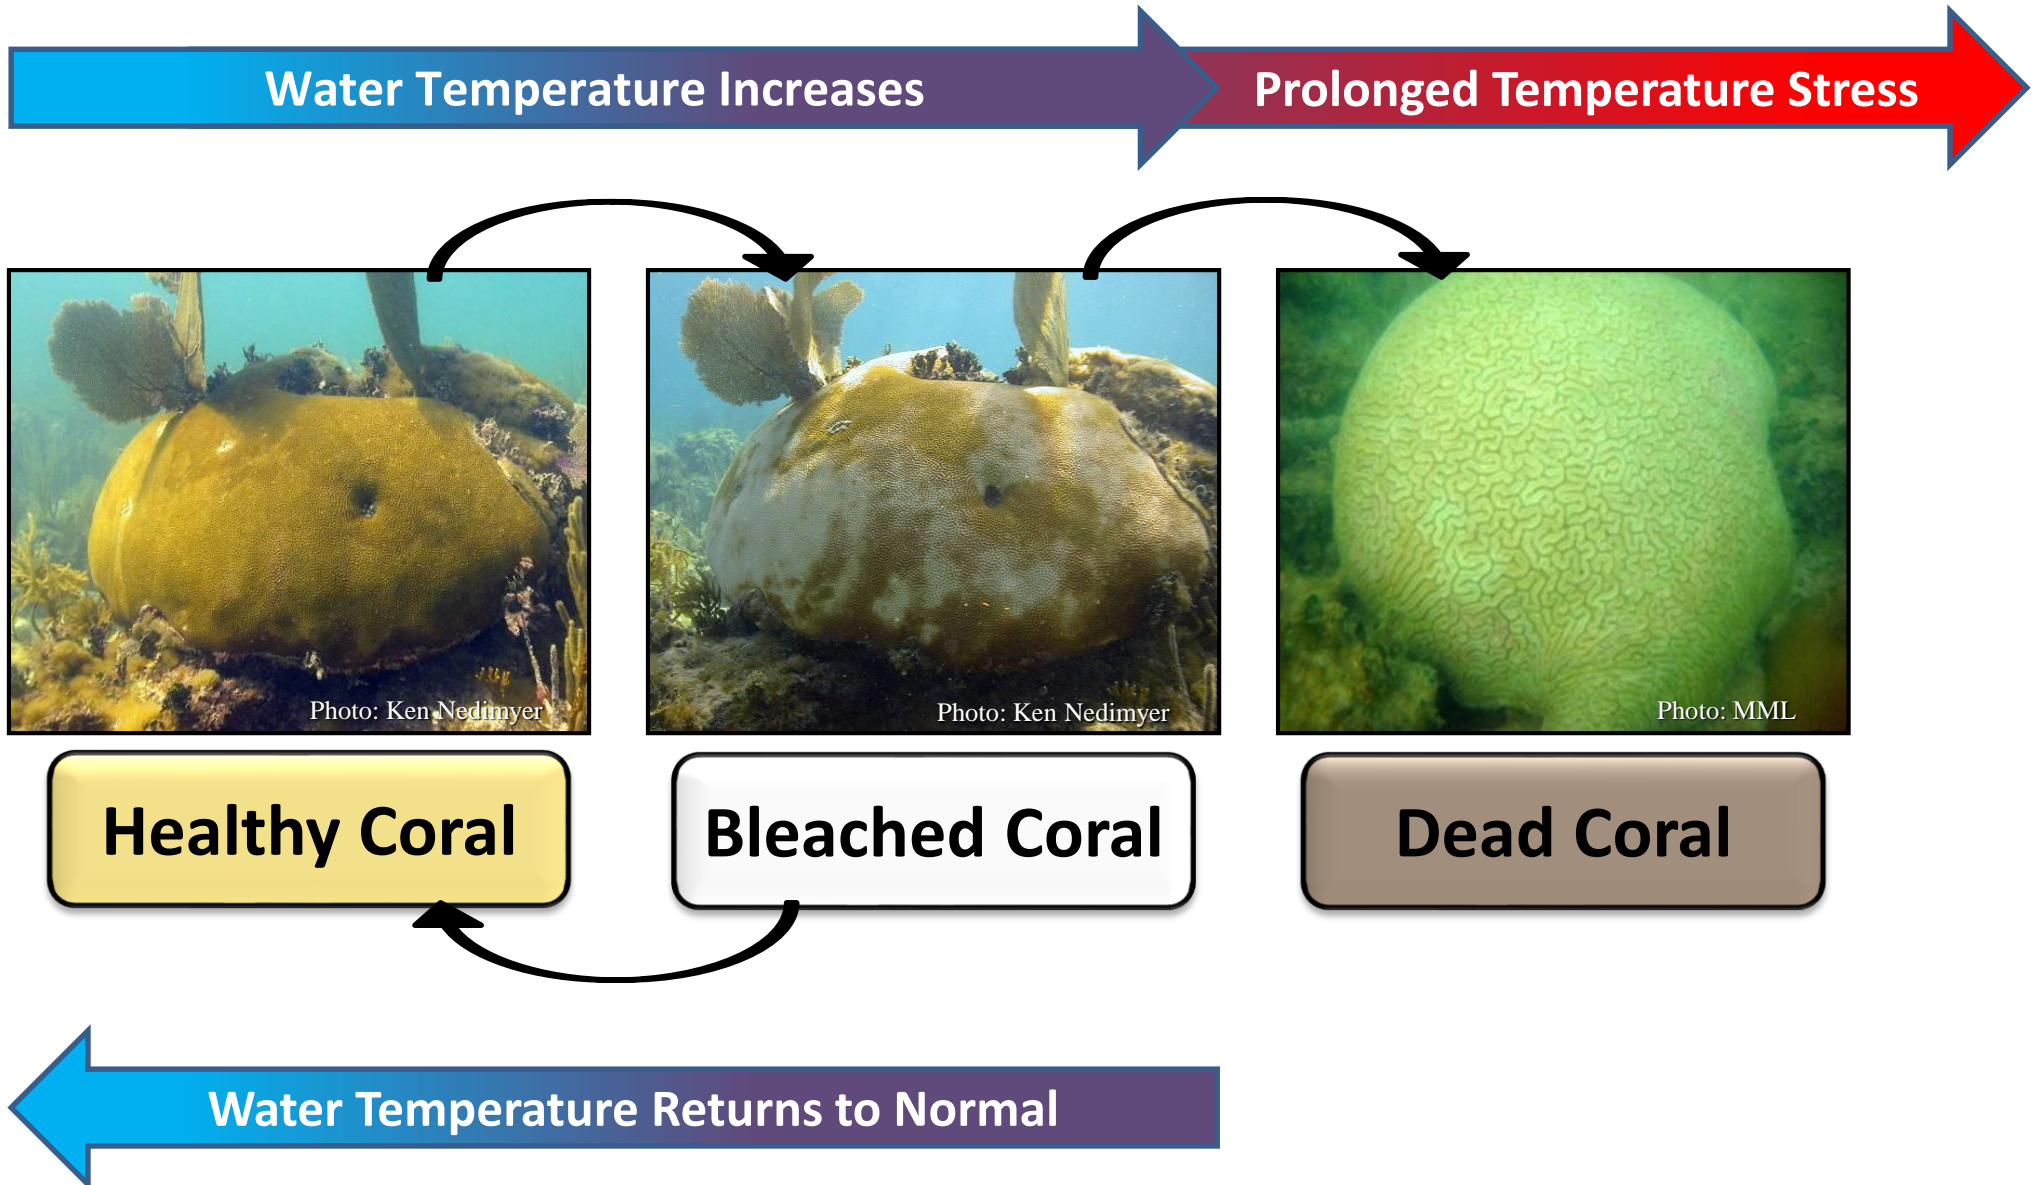 Water Temperature Increases
Prolonged Temperature Stress
Photo: Ken Nedimyer
Photo: Ken Nedimyer
Photo: MML
Healthy Coral
Bleached Coral
Dead Coral
Water Temperature Returns to Normal